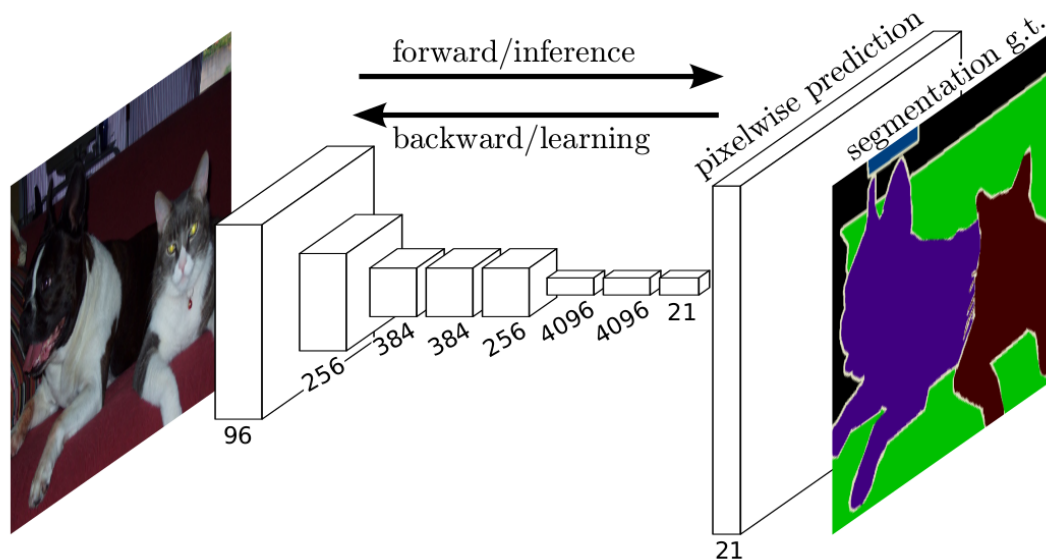 forward/inference
backward/learning
pixelwise prediction
segmentation g.t.
96
256
384
384
256
4096
4096
21
21